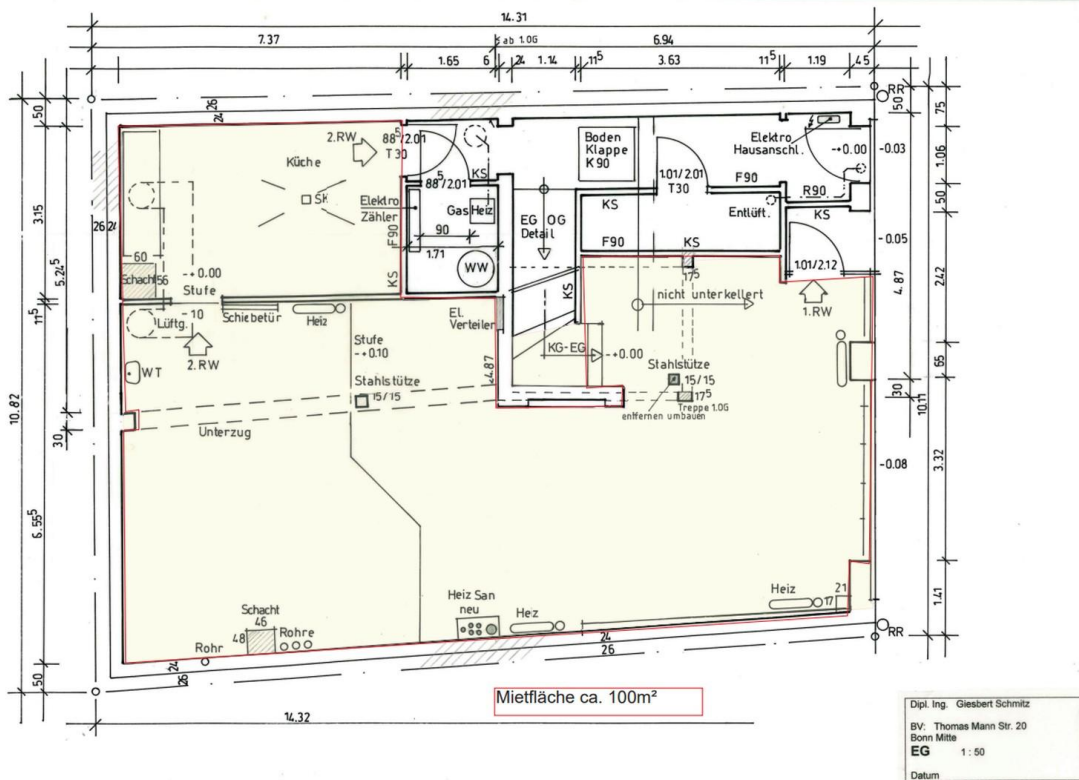 14.31
7.37
5 ab 1.OG
6.94
1.65
6
24
1.14
11⁵
3.63
11⁵
1.19
45
RR
50
50
75
26
24
2.RW
88⁵/2.01
T30
Küche
KS
88⁵/2.01
Boden
Klappe
K90
Elektro
Hausanschl.
-+0.00
-0.03
1.06
1.01/2.01
T30
F90
R90
50
SK
Elektro
Zähler
Gas
Heiz
90
F90
1.71
WW
KS
EG OG
Detail
KS
F90
KS
Entlüft.
KS
1.01/2.12
-0.05
3.15
26 24
5.24⁵
60
Schacht
56
-+0.00
Stufe
17⁵
nicht unterkellert
1.RW
4.87
2.42
11⁵
Lüftg.
-10
Schiebetür
Heiz
El.
Verteiler
KS
2.RW
Stufe
-+0.10
4.87
KG-EG
-+0.00
WT
Stahlstütze
15/15
Stahlstütze
15/15
17⁵
Treppe 1.OG
entfernen umbauen
65
30
10.11
10.82
30
Unterzug
-0.08
3.32
6.55⁵
Heiz San
neu
Hez
Heiz
21
17
1.41
Schacht
46
48
Rohre
Rohr
24
26
24
26
RR
50
Mietfläche ca. 100m²
14.32
Dipl. Ing. Giesbert Schmitz
BV: Thomas Mann Str. 20
Bonn Mitte
EG 1 : 50
Datum